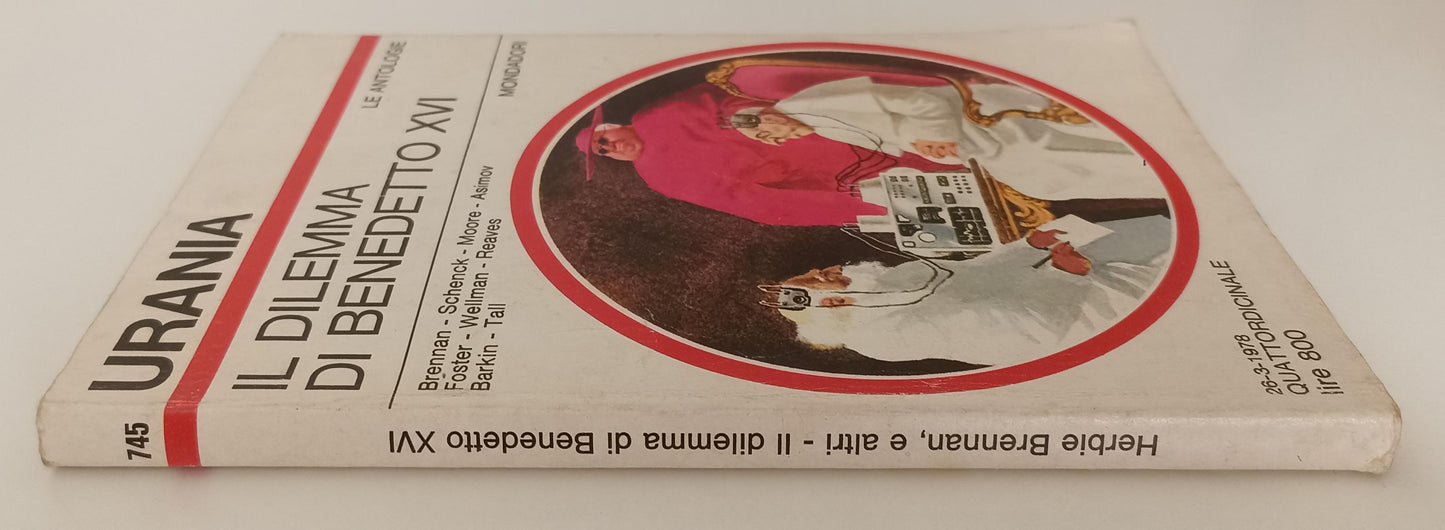 URANIA
LE ANTOLOGIE
IL DILEMMA
DI BENEDETTO XVI
Brennan - Schenck - Moore - Asimov
Foster - Wellman - Reaves
Barkin - Tall
MONDADORI
26-3-1978
QUATTORDICINALE
lire 800
745
Herbie Brennan, e altri - Il dilemma di Benedetto XVI